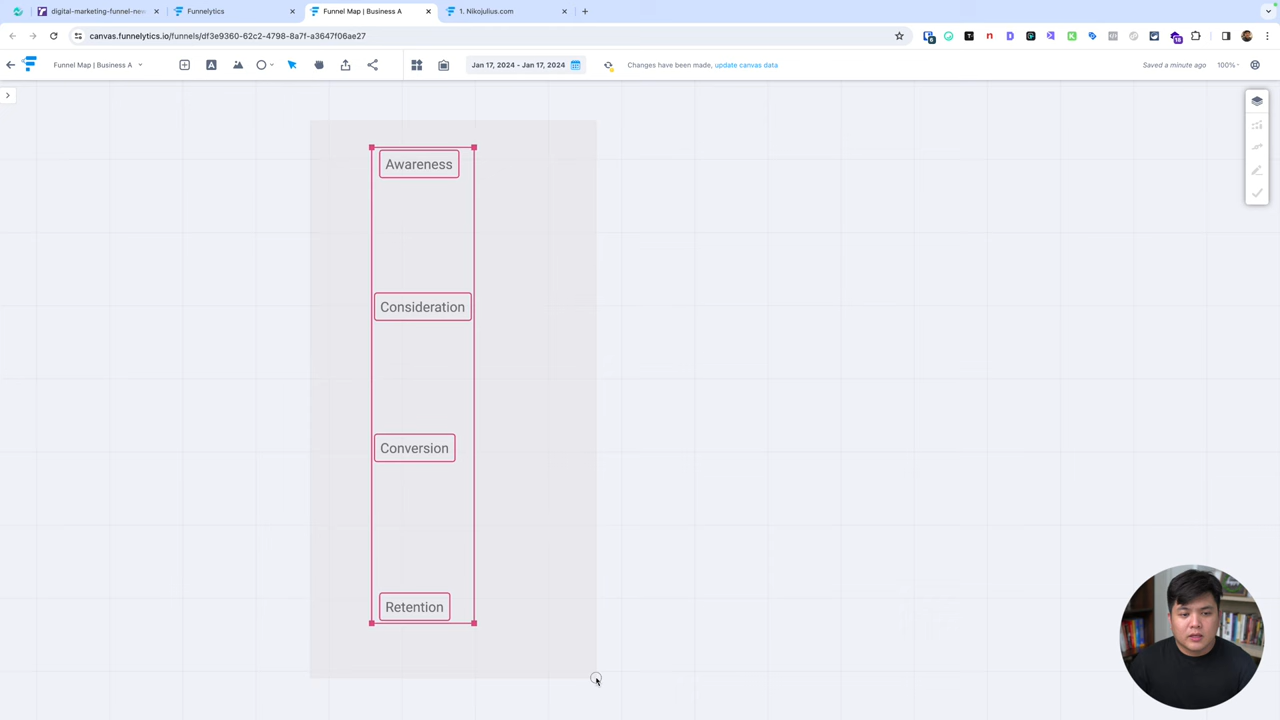 digital-marketing-funnel-new
Funnelytics
Funnel Map | Business A
1. Nikojulius.com
canvas.funnelytics.io/funnels/df3e9360-62c2-4798-8a7f-a3647f06ae27
Funnel Map | Business A
Jan 17, 2024 - Jan 17, 2024
Changes have been made, update canvas data
Saved a minute ago
100%
Awareness
Consideration
Conversion
Retention